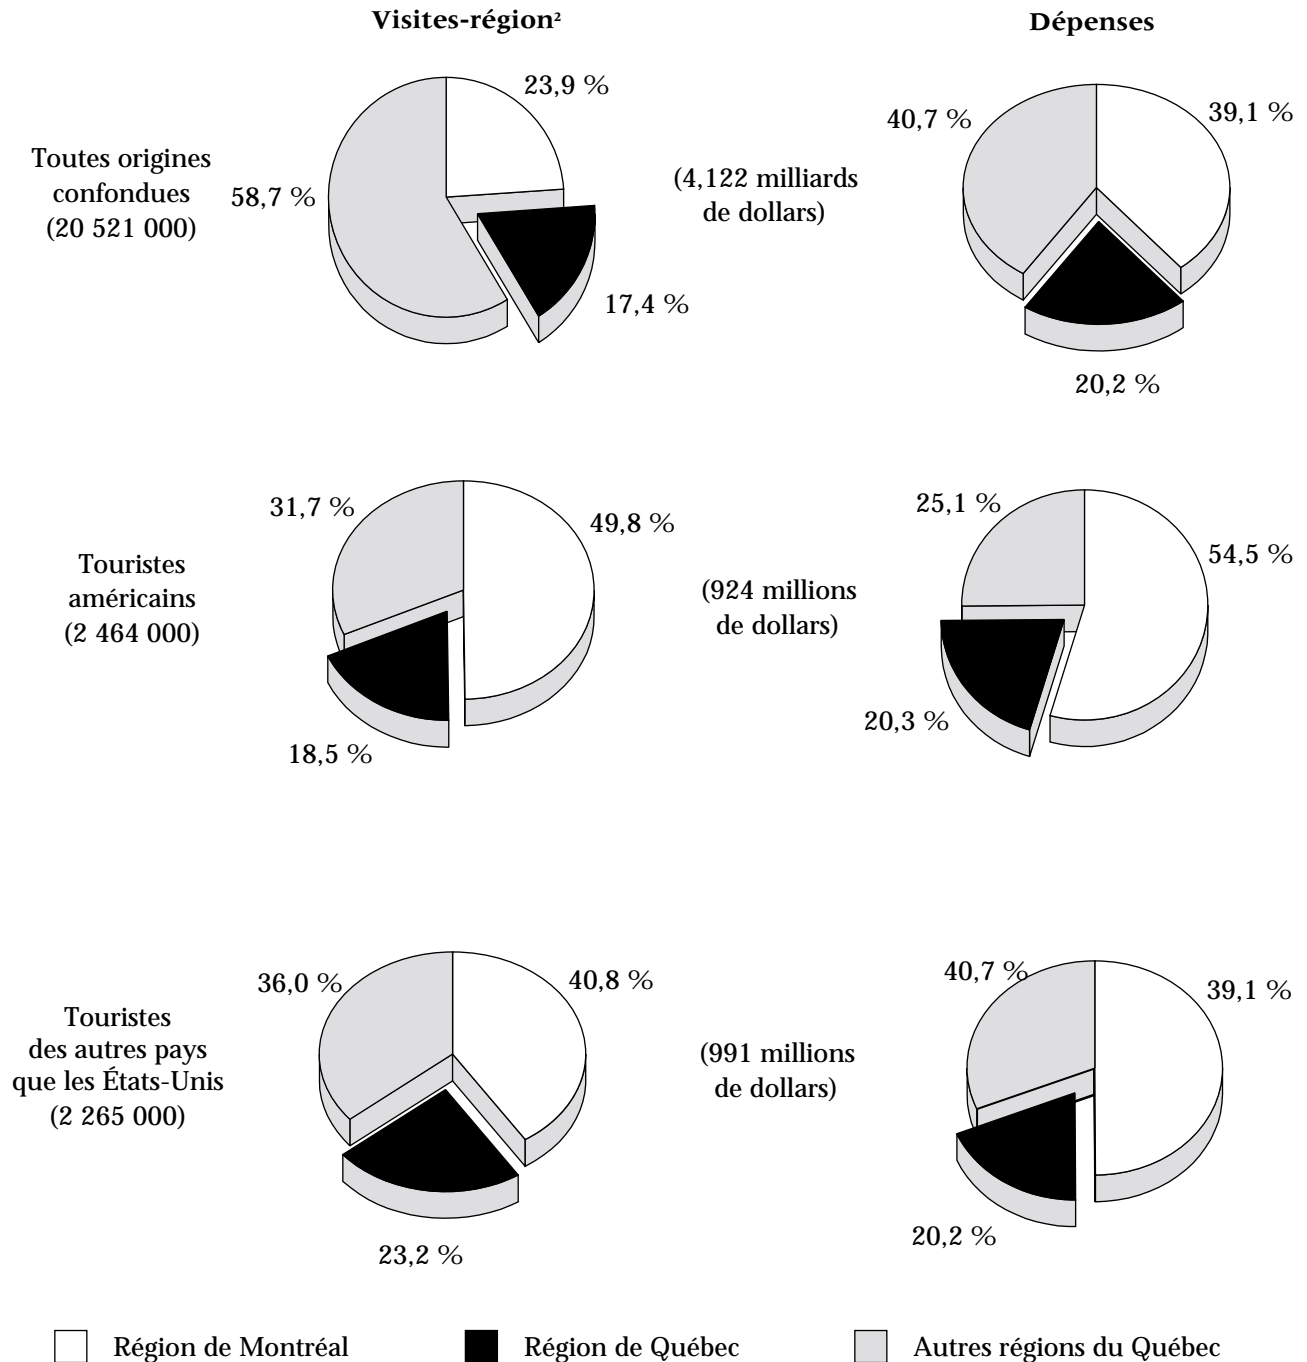 Visites-région²
Dépenses
23,9 %
58,7 %
17,4 %
Toutes origines
confondues
(20 521 000)
40,7 %
39,1 %
20,2 %
(4,122 milliards
de dollars)
31,7 %
49,8 %
18,5 %
Touristes
américains
(2 464 000)
25,1 %
54,5 %
20,3 %
(924 millions
de dollars)
36,0 %
40,8 %
23,2 %
Touristes
des autres pays
que les États-Unis
(2 265 000)
40,7 %
39,1 %
20,2 %
(991 millions
de dollars)
Région de Montréal
Région de Québec
Autres régions du Québec